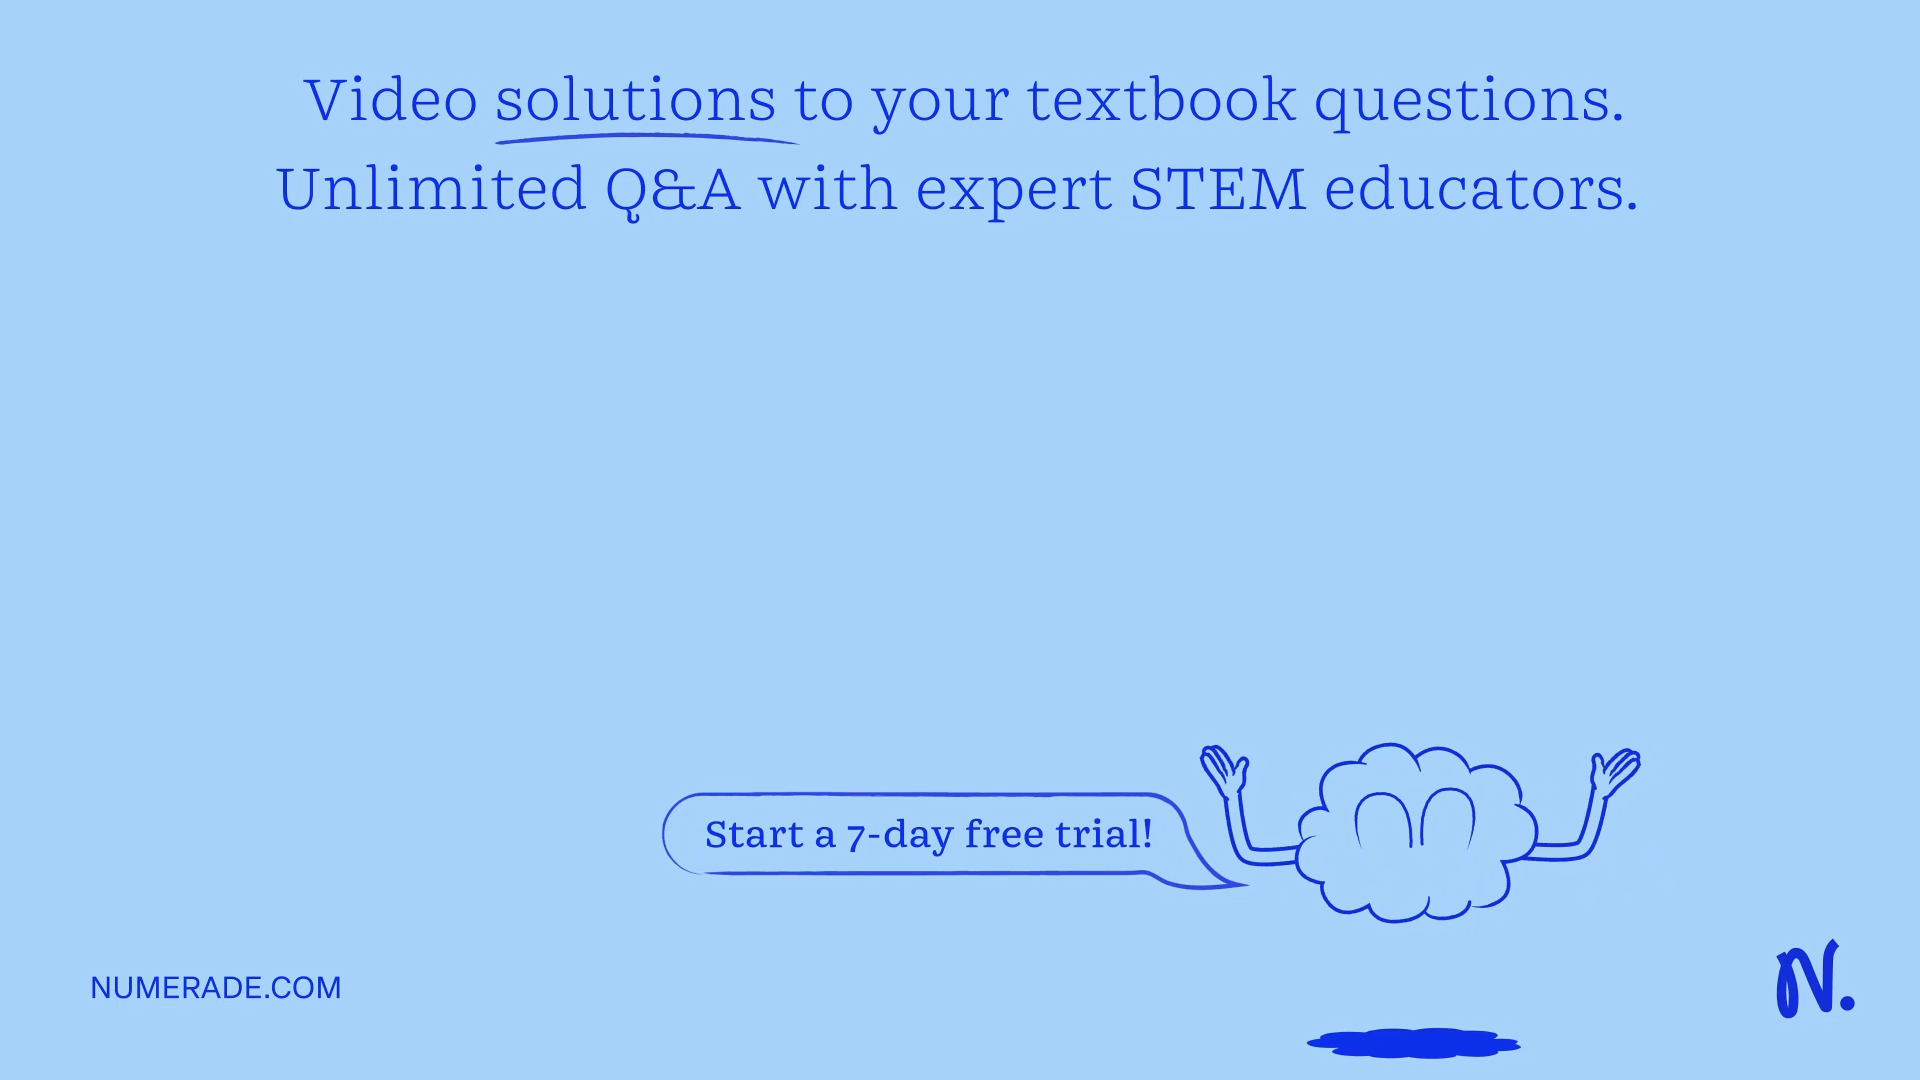 Video solutions to your textbook questions.
Unlimited Q&A with expert STEM educators.
Start a 7-day free trial!
NUMERADE.COM
N.